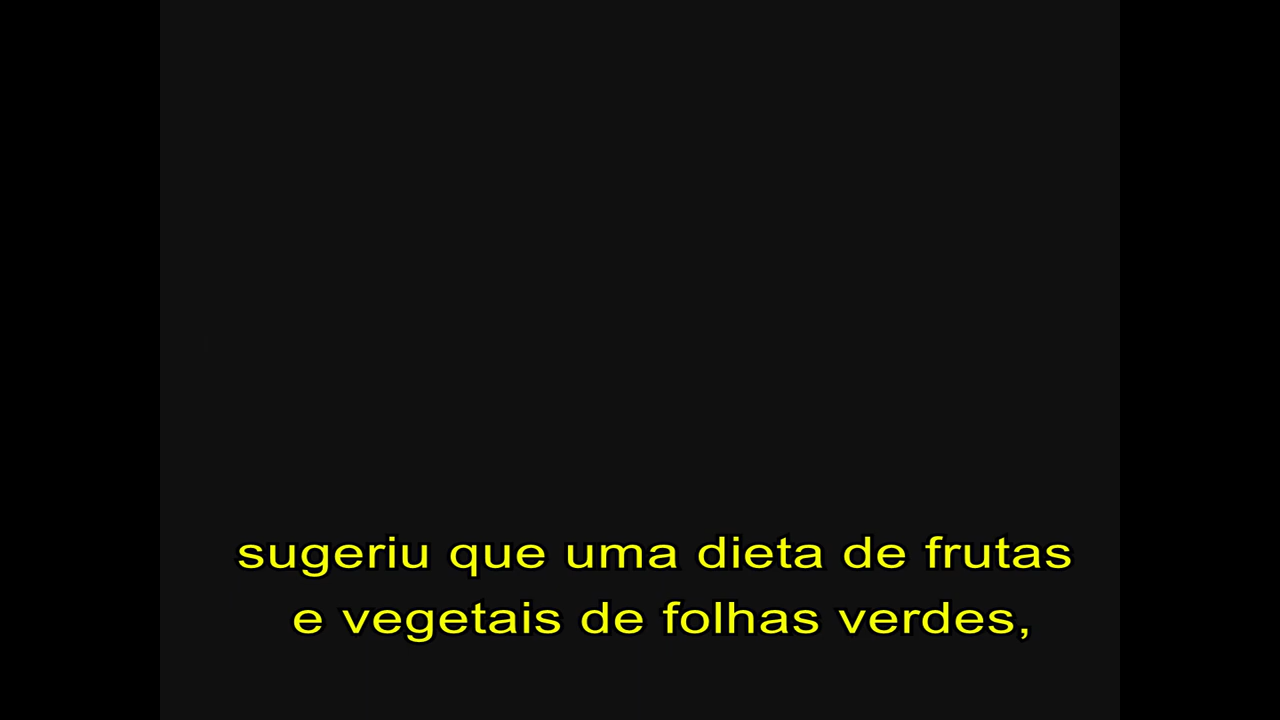 sugeriu que uma dieta de frutas
e vegetais de folhas verdes,